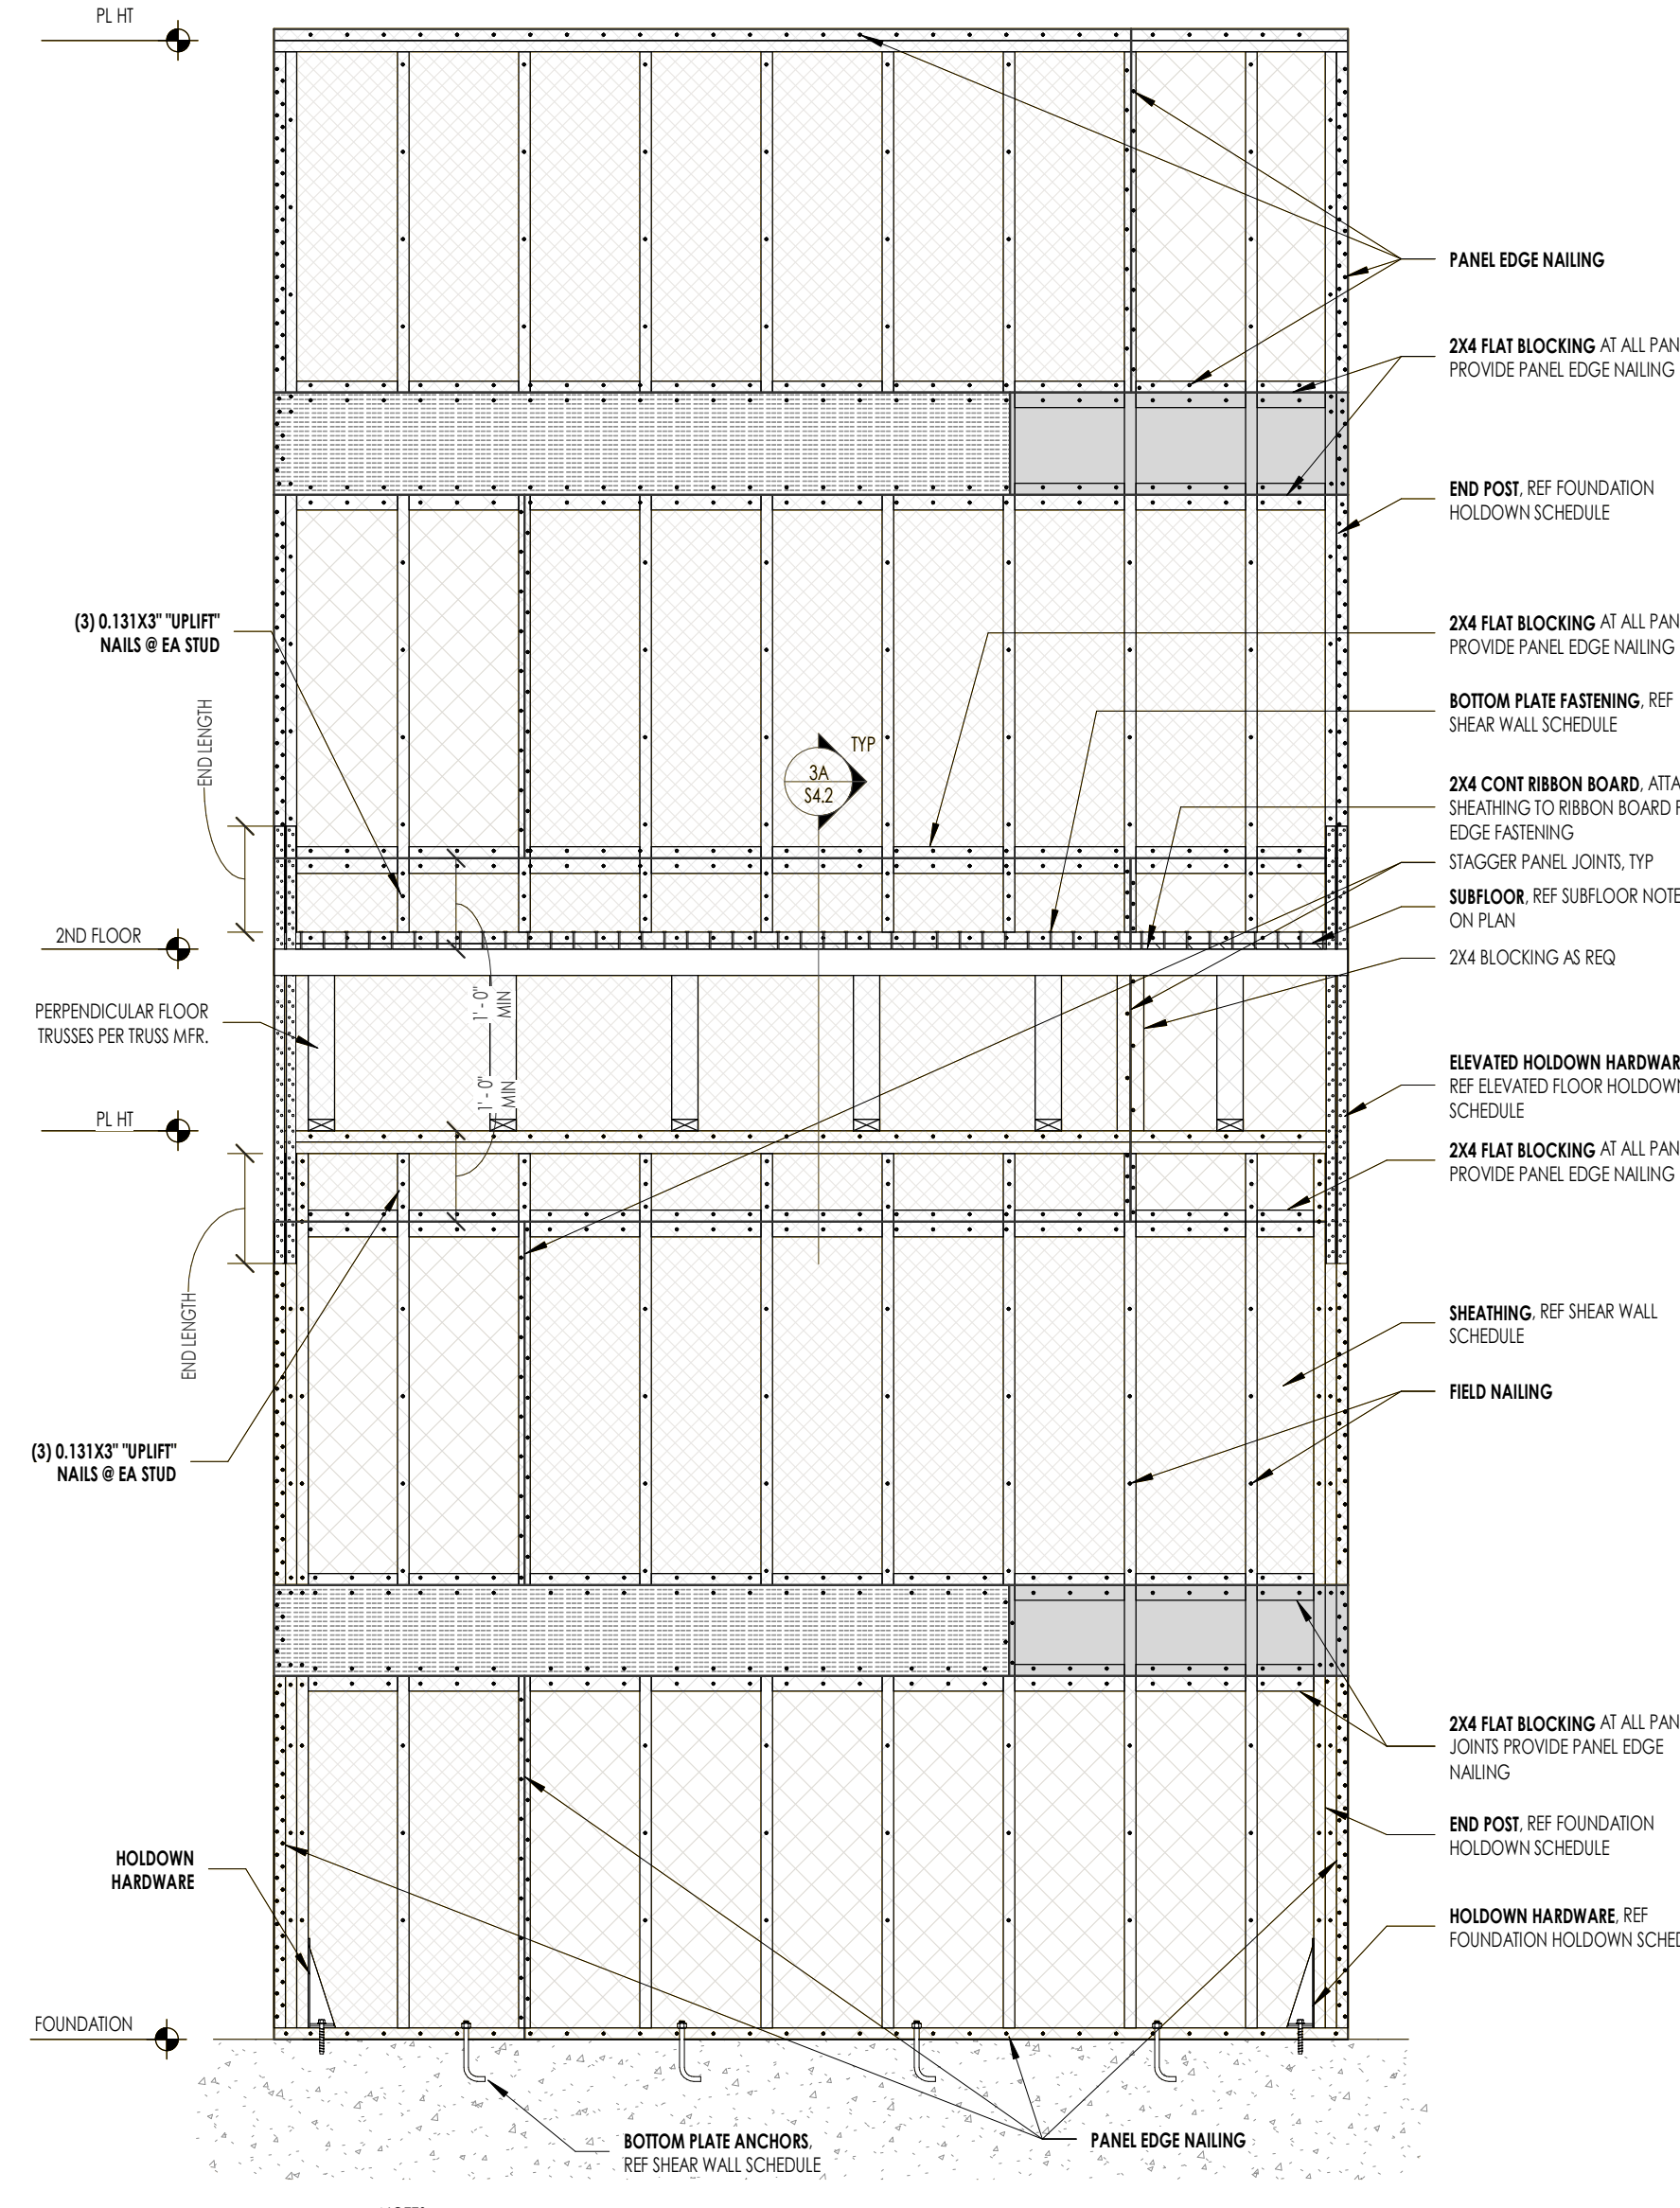 PL HT
PANEL EDGE NAILING
2X4 FLAT BLOCKING AT ALL
PROVIDE PANEL EDGE NAILING
END POST, REF FOUNDATION
HOLDOWN SCHEDULE
(3) 0.131X3" "UPLIFT"
NAILS @ EA STUD
2X4 FLAT BLOCKING AT ALL
PROVIDE PANEL EDGE NAILING
END LENGTH
BOTTOM PLATE FASTENING, REF
SHEAR WALL SCHEDULE
TYP
3A
S4.2
2X4 CONT RIBBON BOARD,
SHEATHING TO RIBBON BOARD
EDGE FASTENING
STAGGER PANEL JOINTS, TYP
SUBFLOOR, REF SUBFLOOR NOTE
ON PLAN
2ND FLOOR
2X4 BLOCKING AS REQ
1' - 0"
MIN
PERPENDICULAR FLOOR
TRUSSES PER TRUSS MFR.
1' - 0"
MIN
ELEVATED HOLDOWN
REF ELEVATED FLOOR
SCHEDULE
PL HT
2X4 FLAT BLOCKING AT ALL
PROVIDE PANEL EDGE NAILING
END LENGTH
SHEATHING, REF SHEAR WALL
SCHEDULE
FIELD NAILING
(3) 0.131X3" "UPLIFT"
NAILS @ EA STUD
2X4 FLAT BLOCKING AT ALL
JOINTS PROVIDE PANEL EDGE
NAILING
END POST, REF FOUNDATION
HOLDOWN SCHEDULE
HOLDOWN
HARDWARE
HOLDOWN HARDWARE, REF
FOUNDATION HOLDOWN
FOUNDATION
BOTTOM PLATE ANCHORS,
REF SHEAR WALL SCHEDULE
PANEL EDGE NAILING